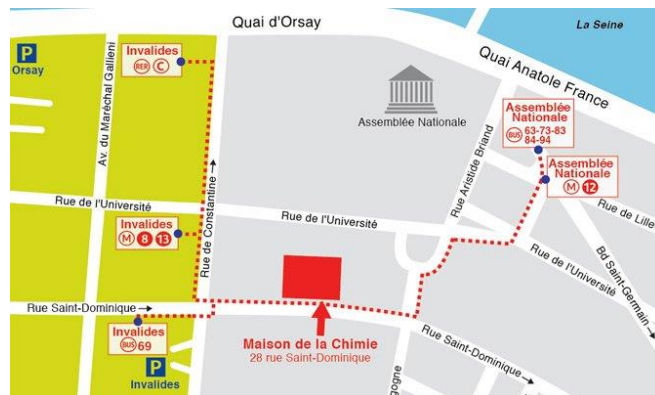 Quai d'Orsay
La Seine
Quai Anatole France
P
Orsay
Av. du Maréchal Gallieni
Invalides
RER C
Assemblée Nationale
Assemblée
Nationale
BUS 63-73-83
84-94
Assemblée
Nationale
M 12
Rue Aristide Briand
Rue de Constantine →
Rue de l'Université
Rue de l'Université
Rue de Lille
Invalides
M 8 13
Rue de l'Université
Bd Saint-Germain
Rue Saint-Dominique →
Invalides
BUS 69
Maison de la Chimie
28 rue Saint-Dominique
Rue Saint-Dominique
P
Invalides
ogne